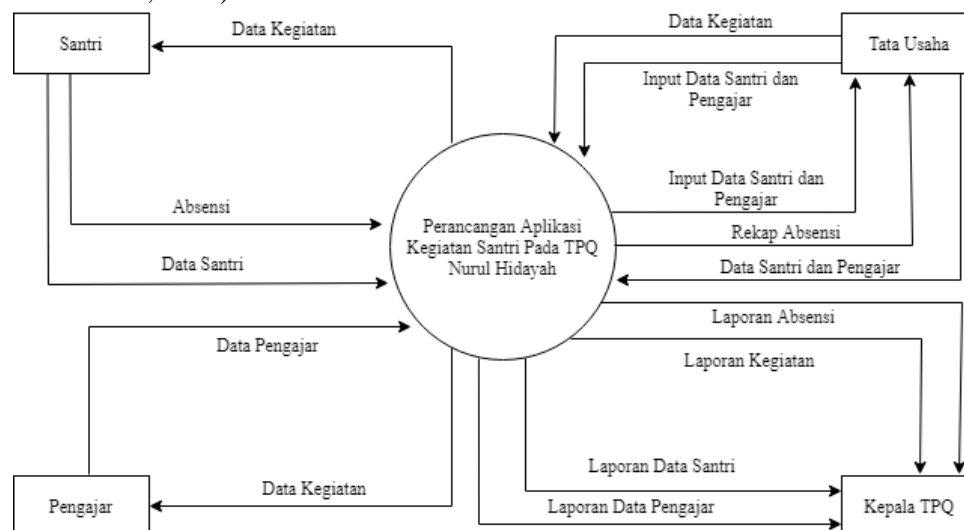 Santri
Data Kegiatan
Data Kegiatan
Tata Usaha
Input Data Santri dan
Pengajar
Absensi
Data Santri
Perancangan Aplikasi
Kegiatan Santri Pada TPQ
Nurul Hidayah
Input Data Santri dan
Pengajar
Rekap Absensi
Data Santri dan Pengajar
Laporan Absensi
Laporan Kegiatan
Data Pengajar
Laporan Data Santri
Laporan Data Pengajar
Data Kegiatan
Pengajar
Kepala TPQ